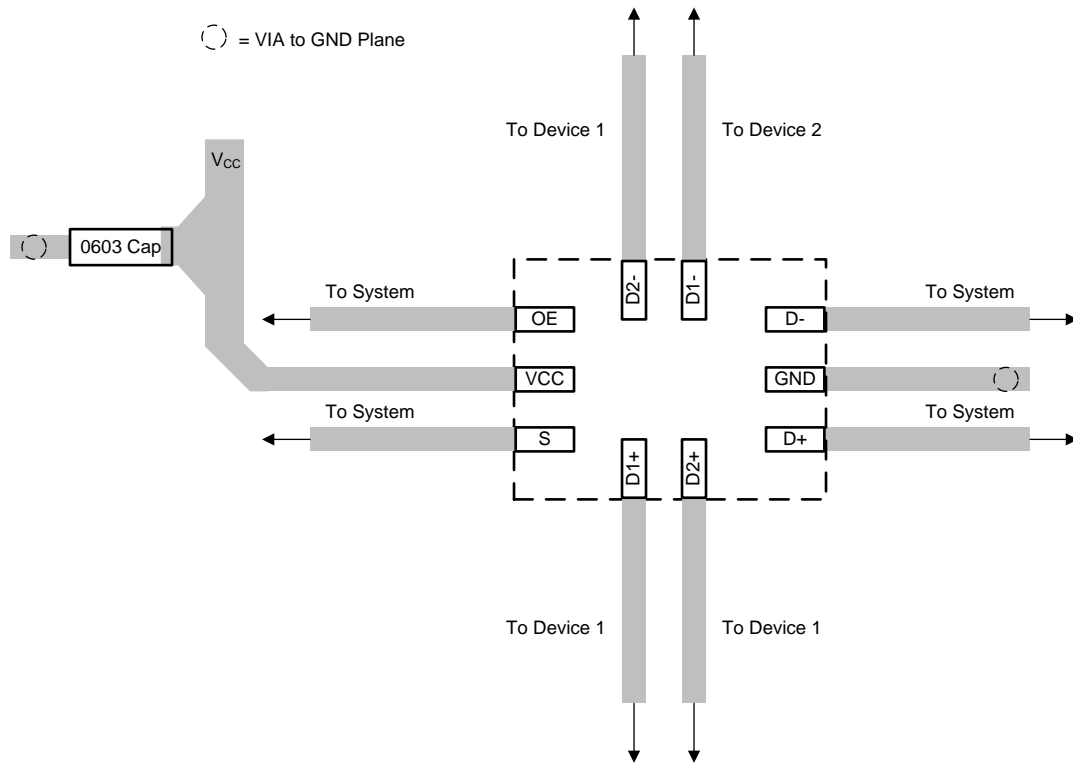 = VIA to GND Plane
To Device 1
To Device 2
VCC
0603 Cap
To System
To System
D2-
D1-
OE
D-
VCC
GND
To System
To System
S
D+
D1+
D2+
To Device 1
To Device 1